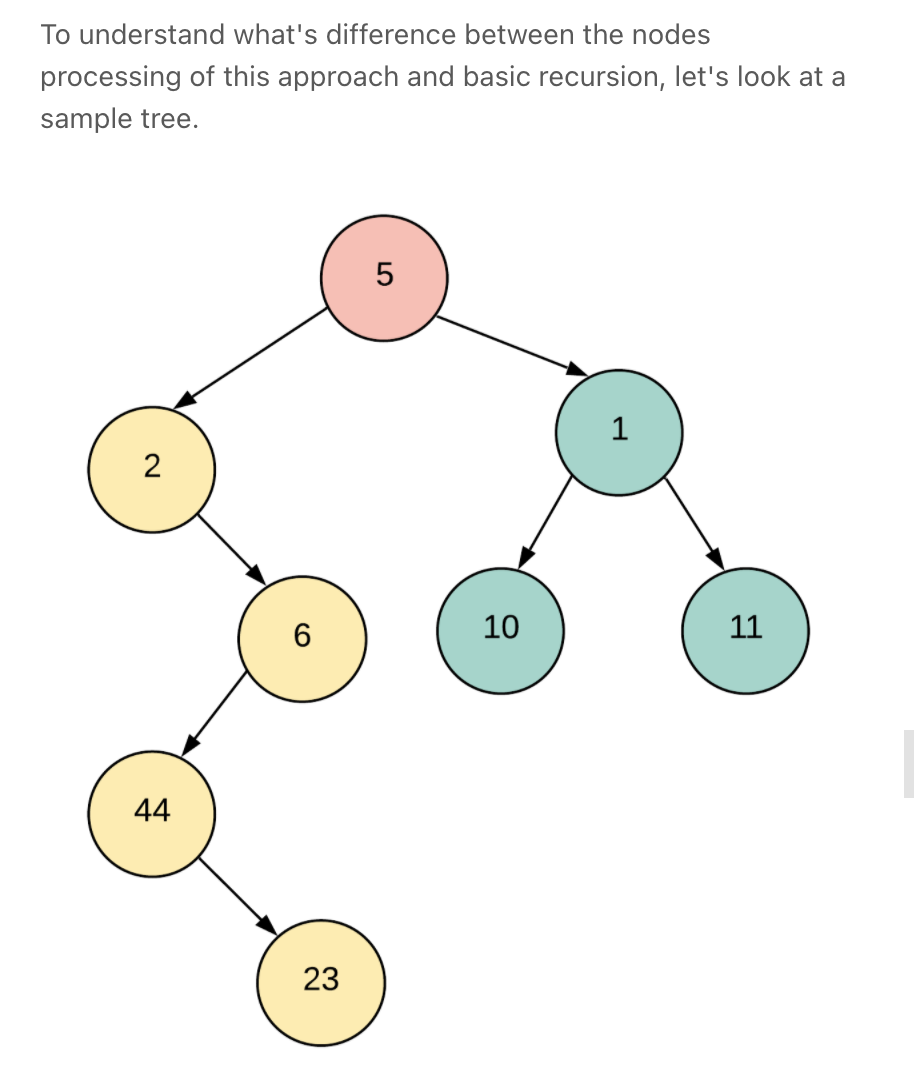 To understand what's difference between the nodes
processing of this approach and basic recursion, let's look at a
sample tree.
5
1
2
10
11
6
44
23